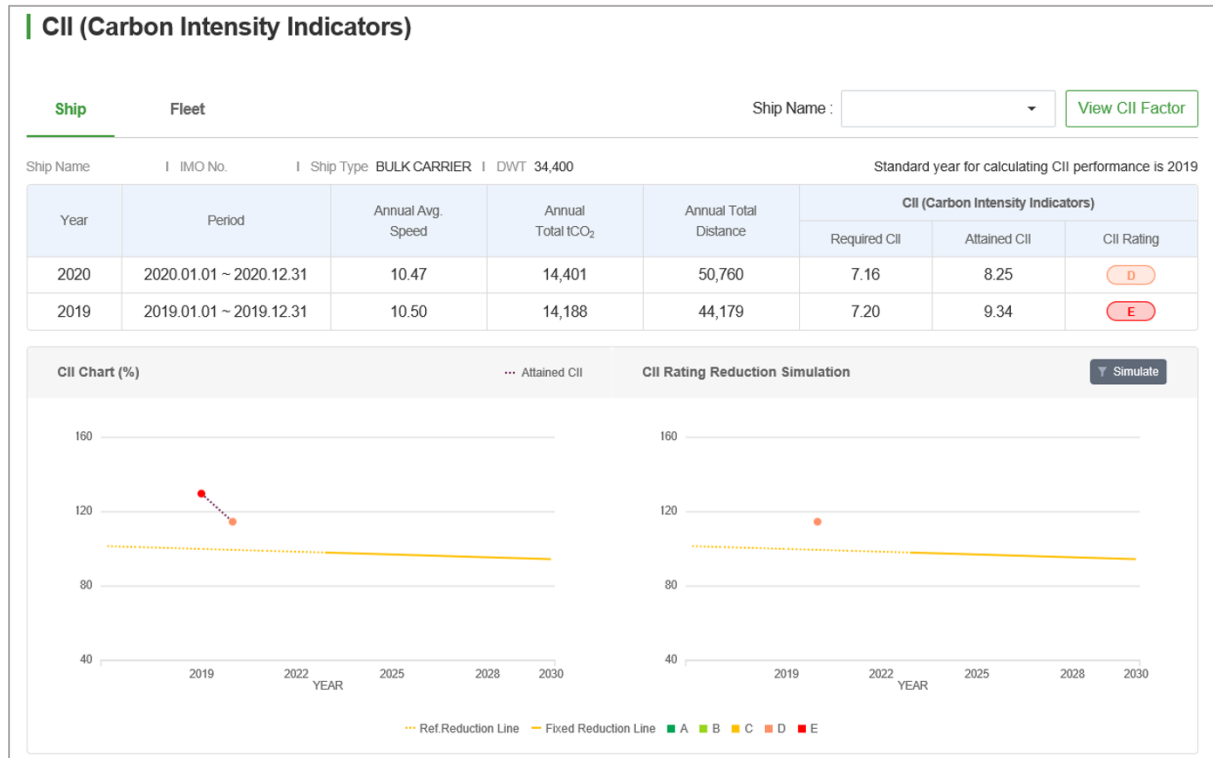 CII (Carbon Intensity Indicators)
Ship Fleet Ship Name : View CII Factor
Ship Name | IMO No. | Ship Type BULK CARRIER | DWT 34,400 Standard year for calculating CII performance is 2019
Year Period Annual Avg. Speed Annual Total tCO₂ Annual Total Distance CII (Carbon Intensity Indicators)
Required CII Attained CII CII Rating
2020 2020.01.01 ~ 2020.12.31 10.47 14,401 50,760 7.16 8.25 D
2019 2019.01.01 ~ 2019.12.31 10.50 14,188 44,179 7.20 9.34 E
CII Chart (%) Attained CII
160
120
80
40
2019 2022 2025 2028 2030
YEAR
CII Rating Reduction Simulation Simulate
160
120
80
40
2019 2022 2025 2028 2030
YEAR
Ref.Reduction Line Fixed Reduction Line A B C D E